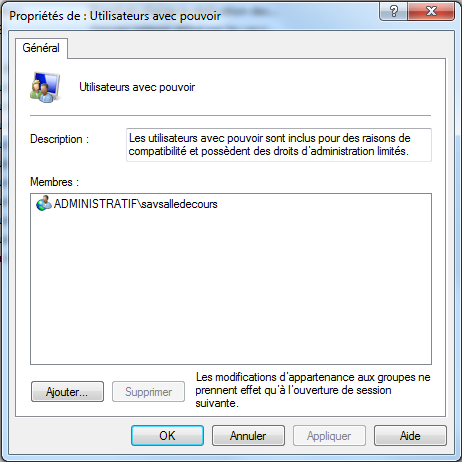 Propriétés de : Utilisateurs avec pouvoir
?
Général
Utilisateurs avec pouvoir
Description :
Les utilisateurs avec pouvoir sont inclus pour des raisons de
compatibilité et possèdent des droits d'administration limités.
Membres :
ADMINISTRATIF\savsalledecours
Ajouter...
Supprimer
Les modifications d'appartenance aux groupes ne
prennent effet qu'à l'ouverture de session
suivante.
OK
Annuler
Appliquer
Aide